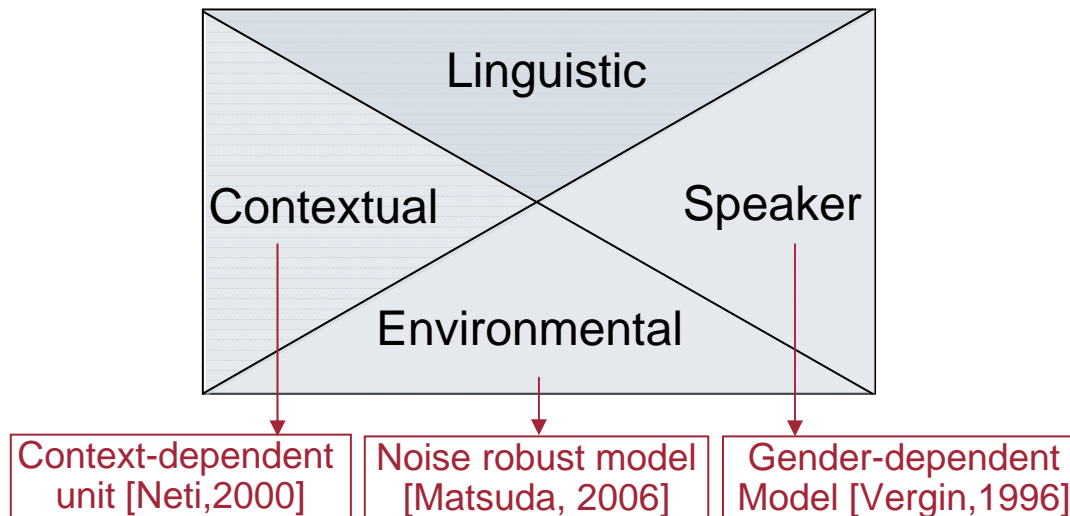 Linguistic
Contextual
Speaker
Environmental
Context-dependent
unit [Neti,2000]
Noise robust model
[Matsuda, 2006]
Gender-dependent
Model [Vergin,1996]